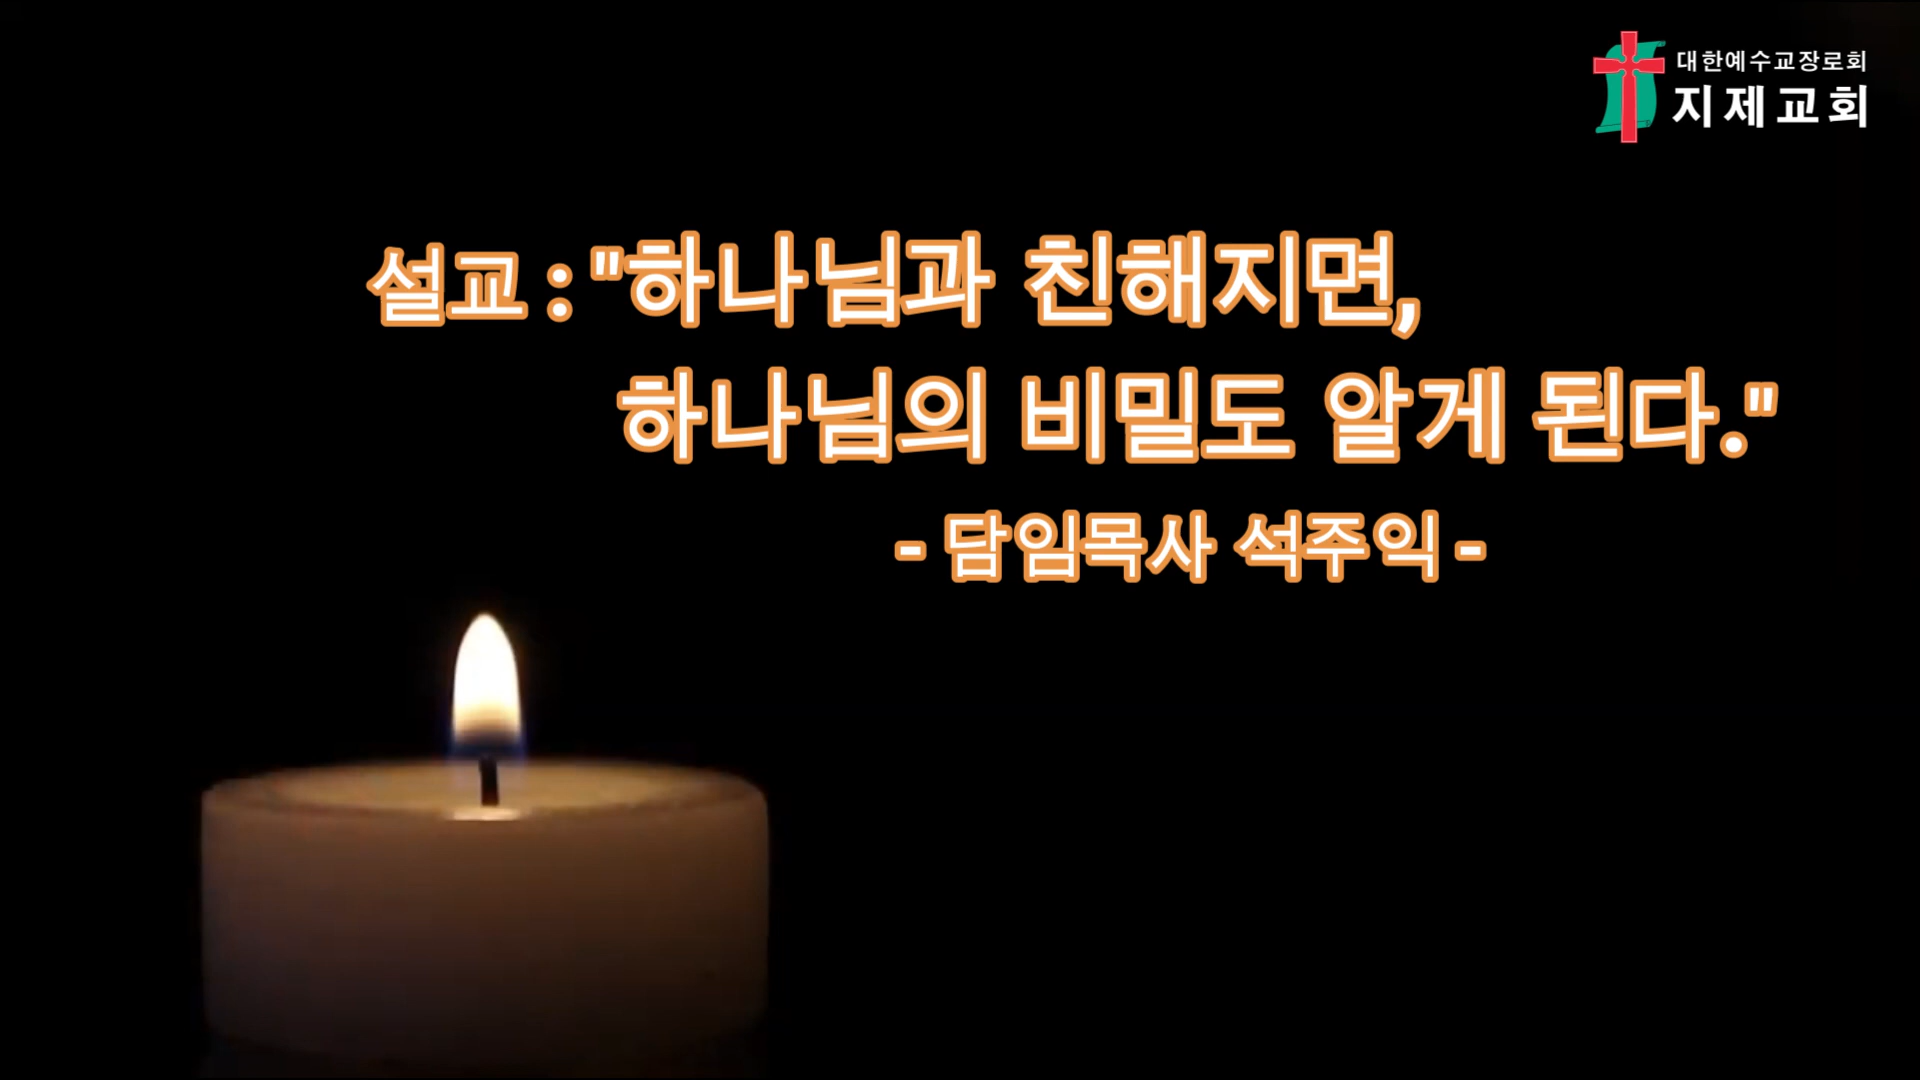 대한예수교장로회
지제교회
설교 : "하나님과 친해지면,
하나님의 비밀도 알게 된다."
- 담임목사 석주익 -